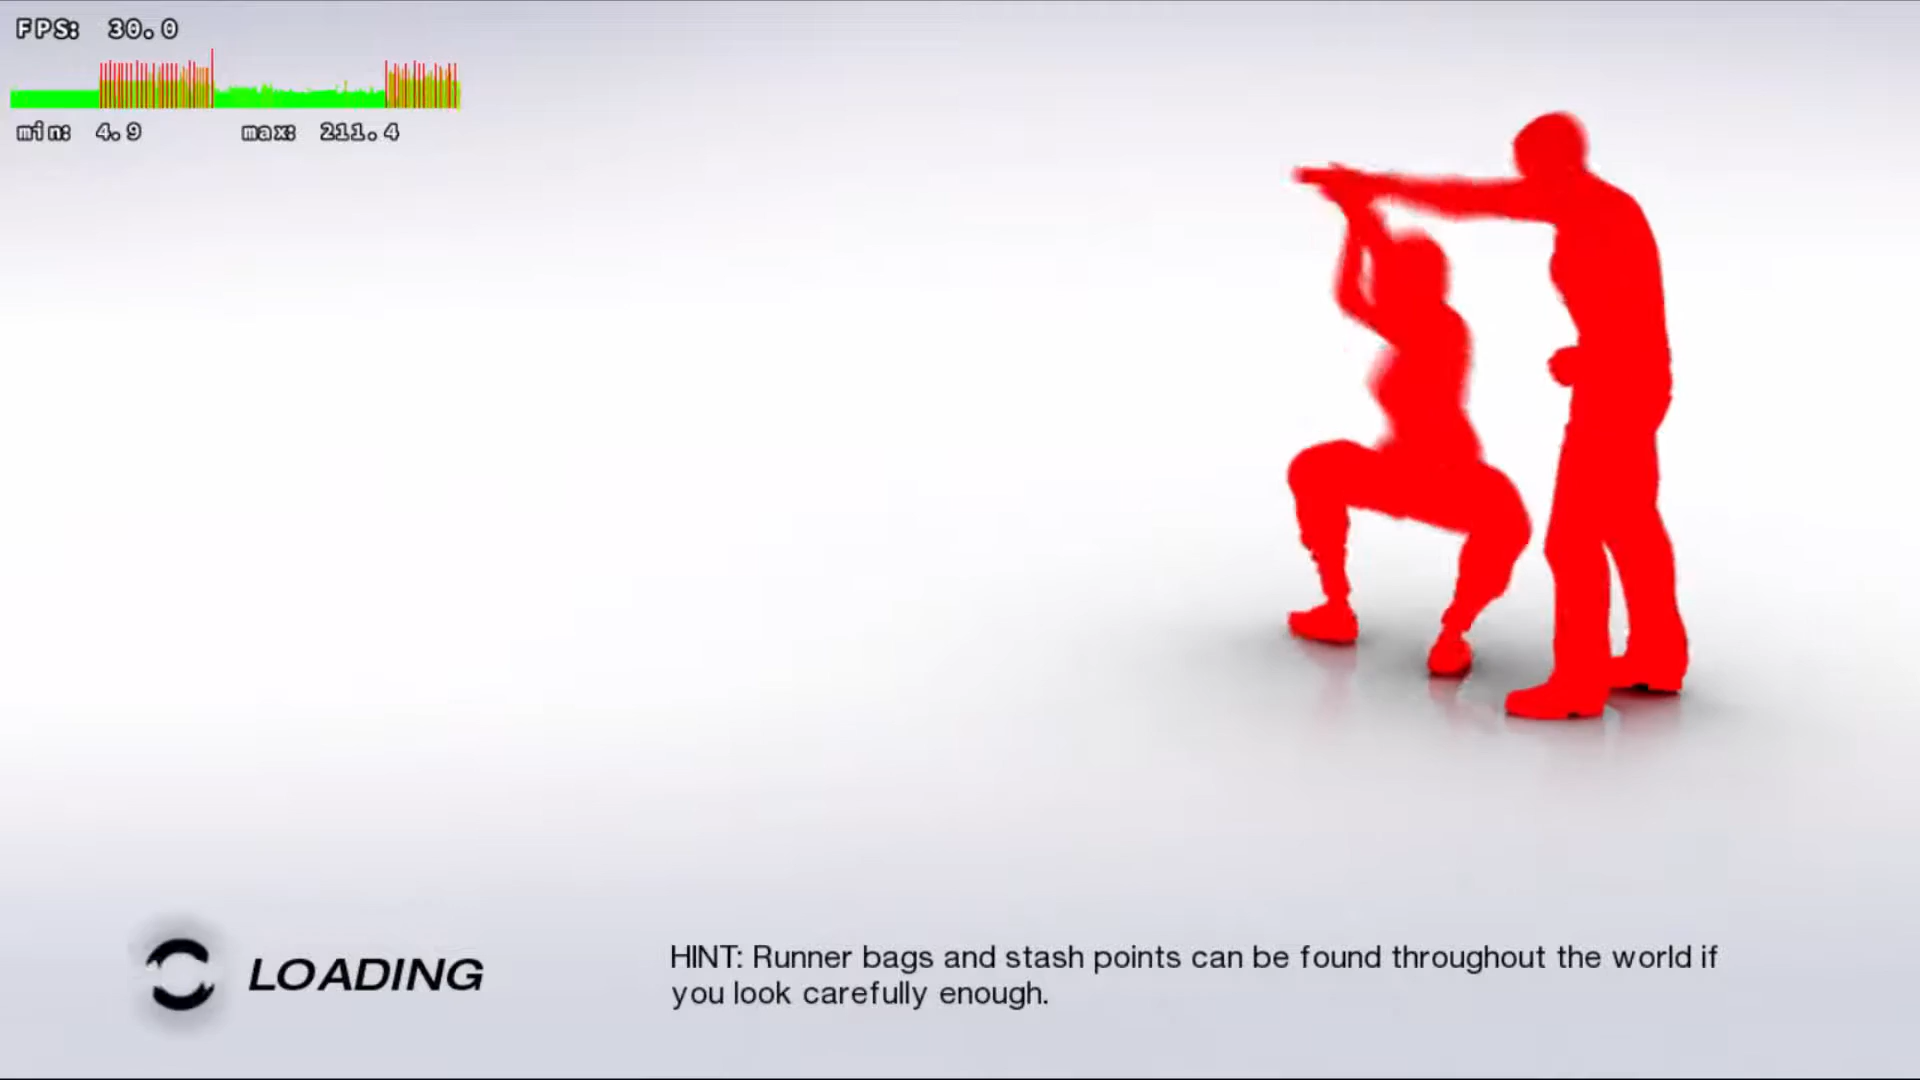 FPS: 30.0
min: 4.9 max: 211.4
LOADING
HINT: Runner bags and stash points can be found throughout the world if
you look carefully enough.